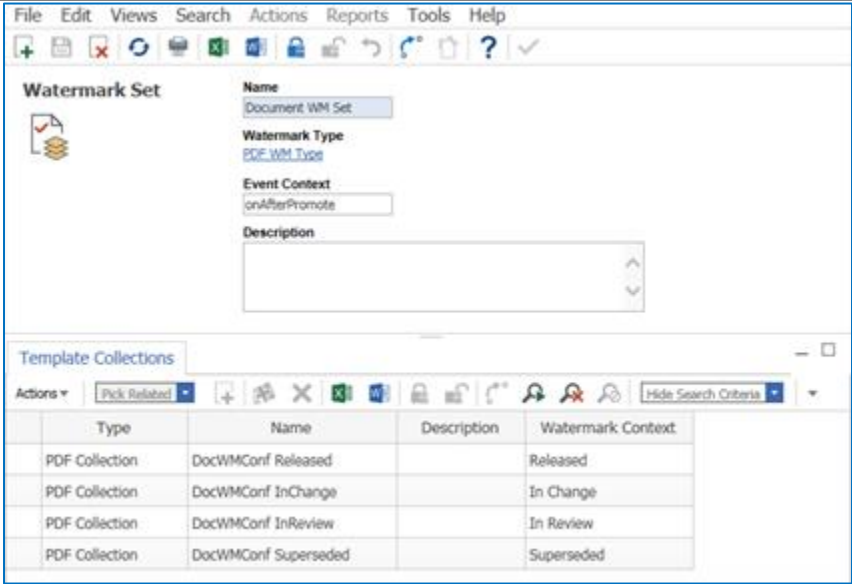 File Edit Views Search Actions Reports Tools Help
Watermark Set
Name
Document WM Set
Watermark Type
PDF WM Type
Event Context
onAfterPromote
Description
Template Collections
Actions Pick Related Hide Search Criteria
Type Name Description Watermark Context
PDF Collection DocWMConf Released Released
PDF Collection DocWMConf InChange In Change
PDF Collection DocWMConf InReview In Review
PDF Collection DocWMConf Superseded Superseded